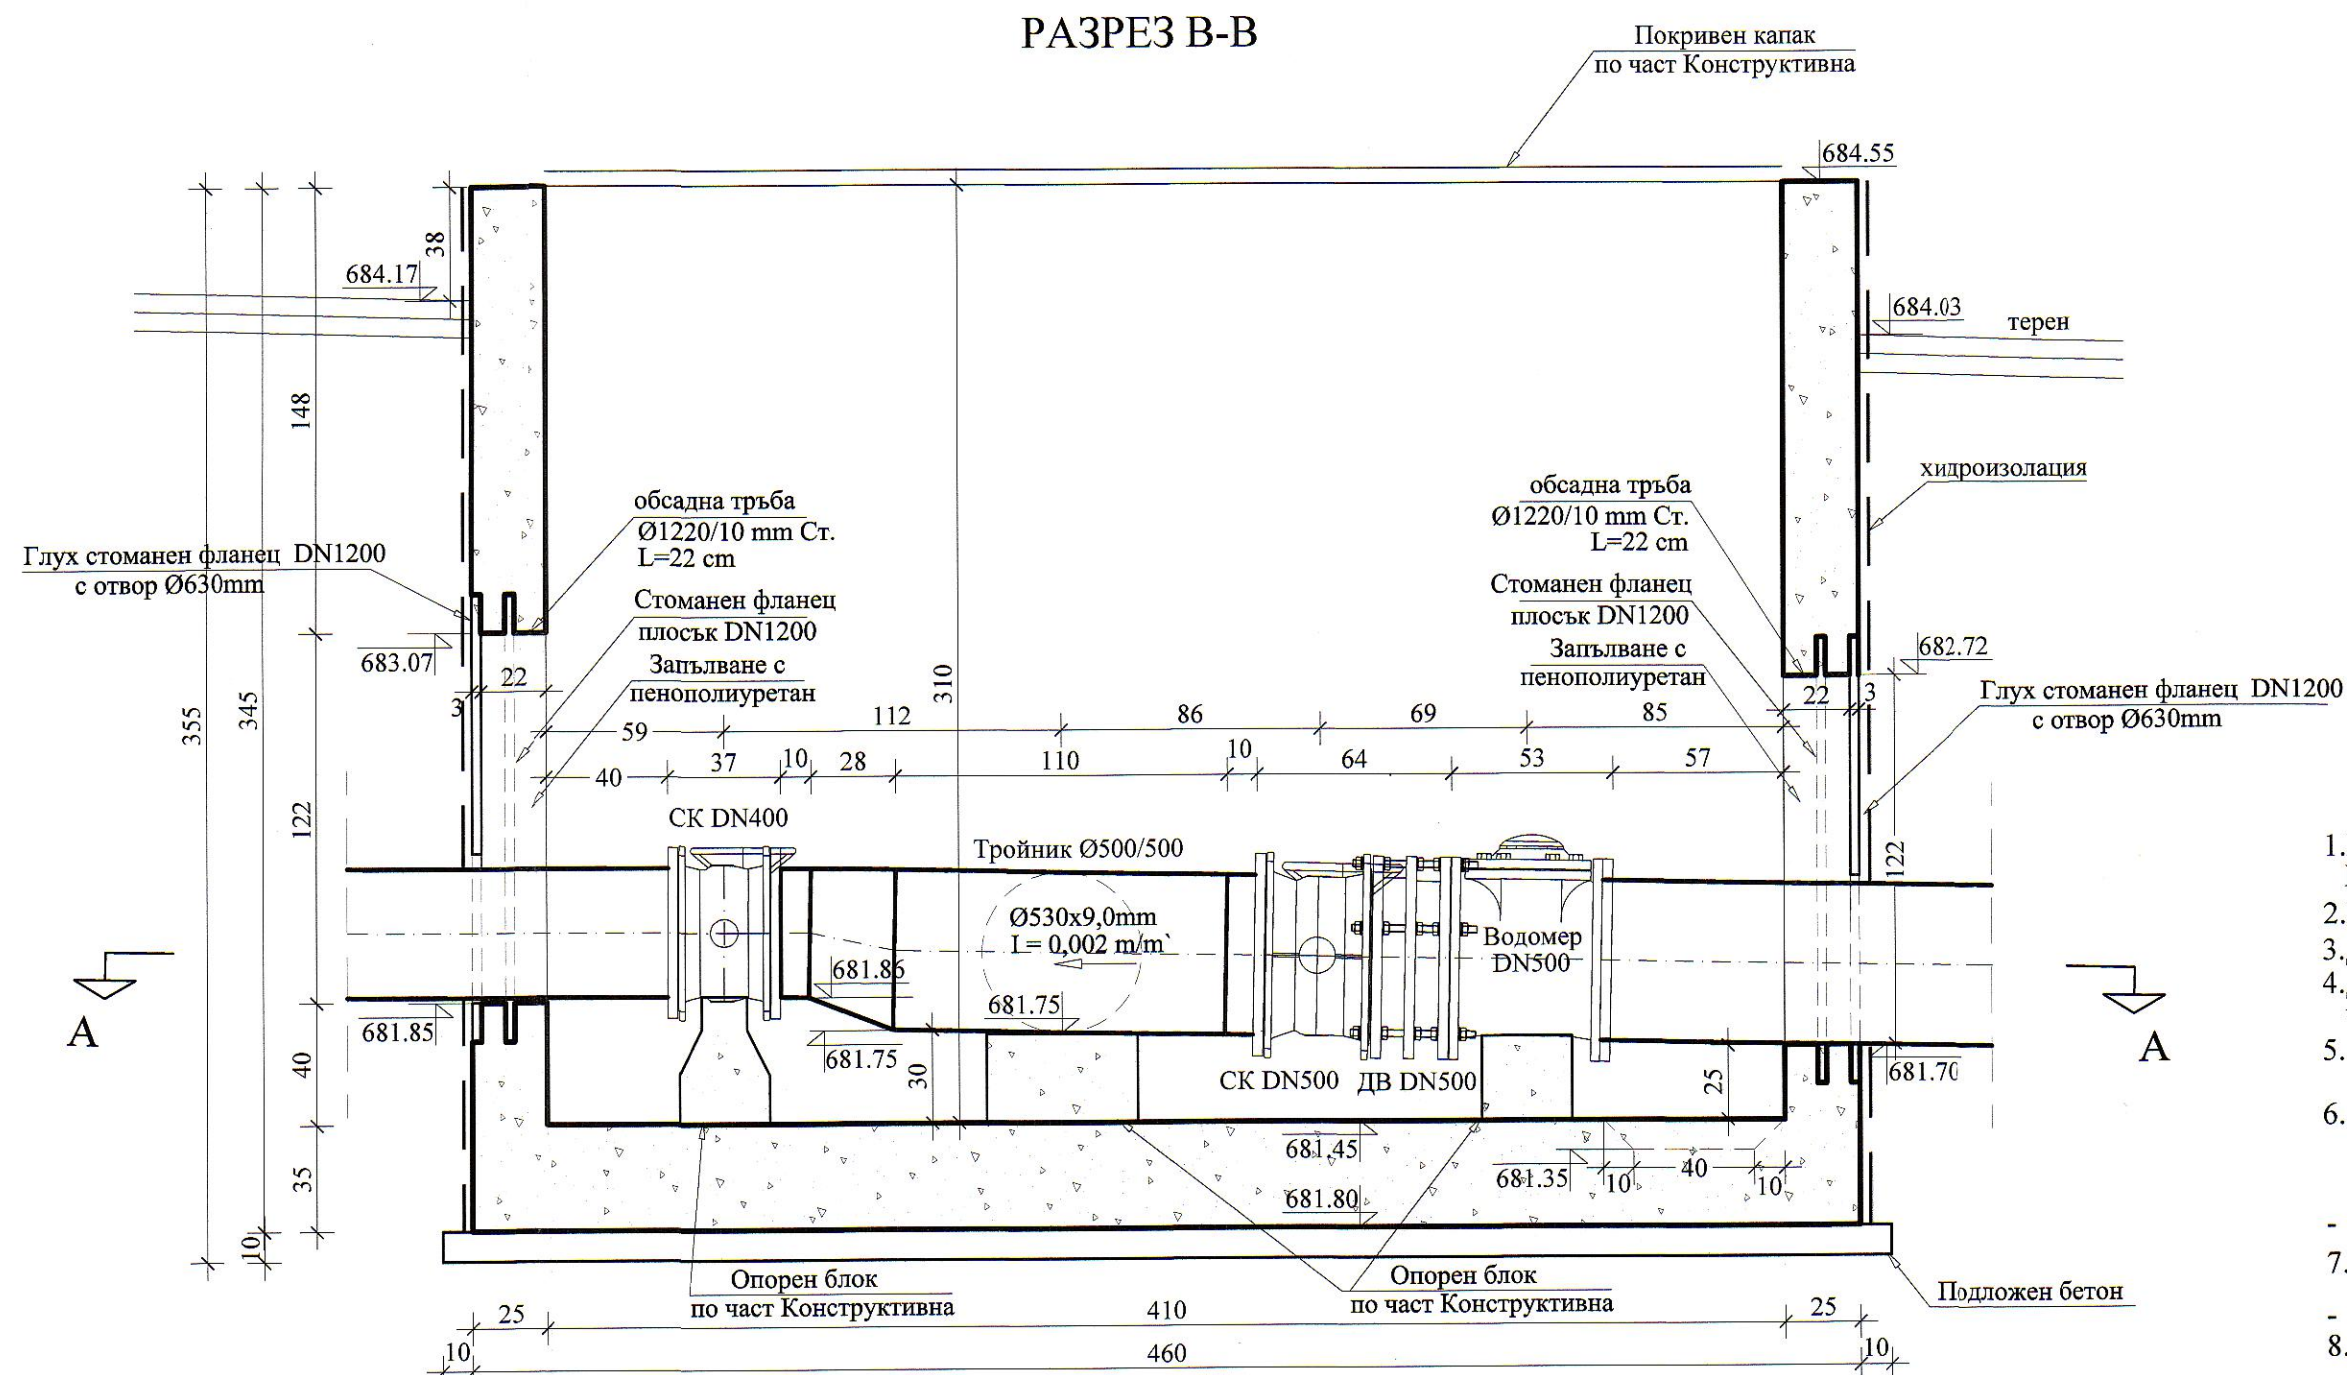 РАЗРЕЗ В-В
Покривен капак
по част Конструктивна
684.55
38
684.17
684.03
терен
148
хидроизолация
обсадна тръба
Ø1220/10 mm Ст.
L=22 cm
обсадна тръба
Ø1220/10 mm Ст.
L=22 cm
Глух стоманен фланец DN1200
с отвор Ø630mm
Стоманен фланец
плосък DN1200
Стоманен фланец
плосък DN1200
Запълване с
пенополиуретан
Запълване с
пенополиуретан
683.07
682.72
22
3
22
3
Глух стоманен фланец DN1200
с отвор Ø630mm
355
345
310
59
112
86
69
85
40
37
10
28
110
10
64
53
57
122
122
СК DN400
Тройник Ø500/500
Ø530x9,0mm
I = 0,002 m/m`
Водомер
DN500
681.86
681.75
681.85
681.75
681.70
А
А
40
30
25
СК DN500
ДВ DN500
681.45
681.35
10
40
10
35
681.80
10
Опорен блок
по част Конструктивна
Опорен блок
по част Конструктивна
Подложен бетон
25
410
25
10
460
10
1.
2.
3.
4.
5.
6.
-
7.
-
8.